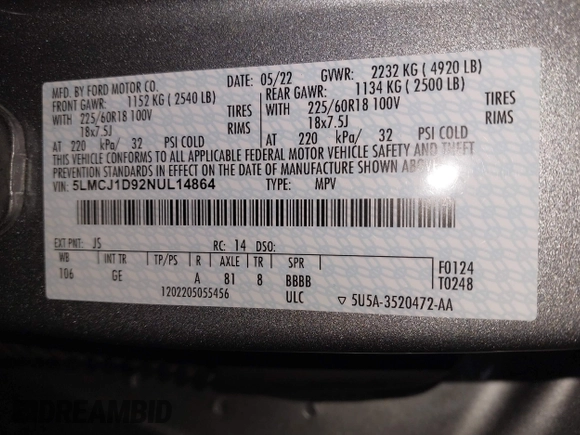 MFD. BY FORD MOTOR CO. DATE: 05/22 GVWR: 2232 KG ( 4920 LB)
FRONT GAWR: 1152 KG ( 2540 LB) REAR GAWR: 1134 KG ( 2500 LB)
WITH 225/60R18 100V TIRES WITH 225/60R18 100V TIRES
18x7.5J RIMS 18x7.5J RIMS
AT 220 kPa/ 32 PSI COLD AT 220 kPa/ 32 PSI COLD
THIS VEHICLE CONFORMS TO ALL APPLICABLE FEDERAL MOTOR VEHICLE SAFETY AND THEFT
PREVENTION STANDARDS IN EFFECT ON THE DATE OF MANUFACTURE SHOWN ABOVE.
VIN: 5LMCJ1D92NUL14864 TYPE: MPV
EXT PNT: JS RC: 14 DSO:
WB INT TR TP/PS R AXLE TR SPR F0124
106 GE A 81 8 BBBB T0248
1202205055456 ULC ▽ 5U5A-3520472-AA
DREAMBID